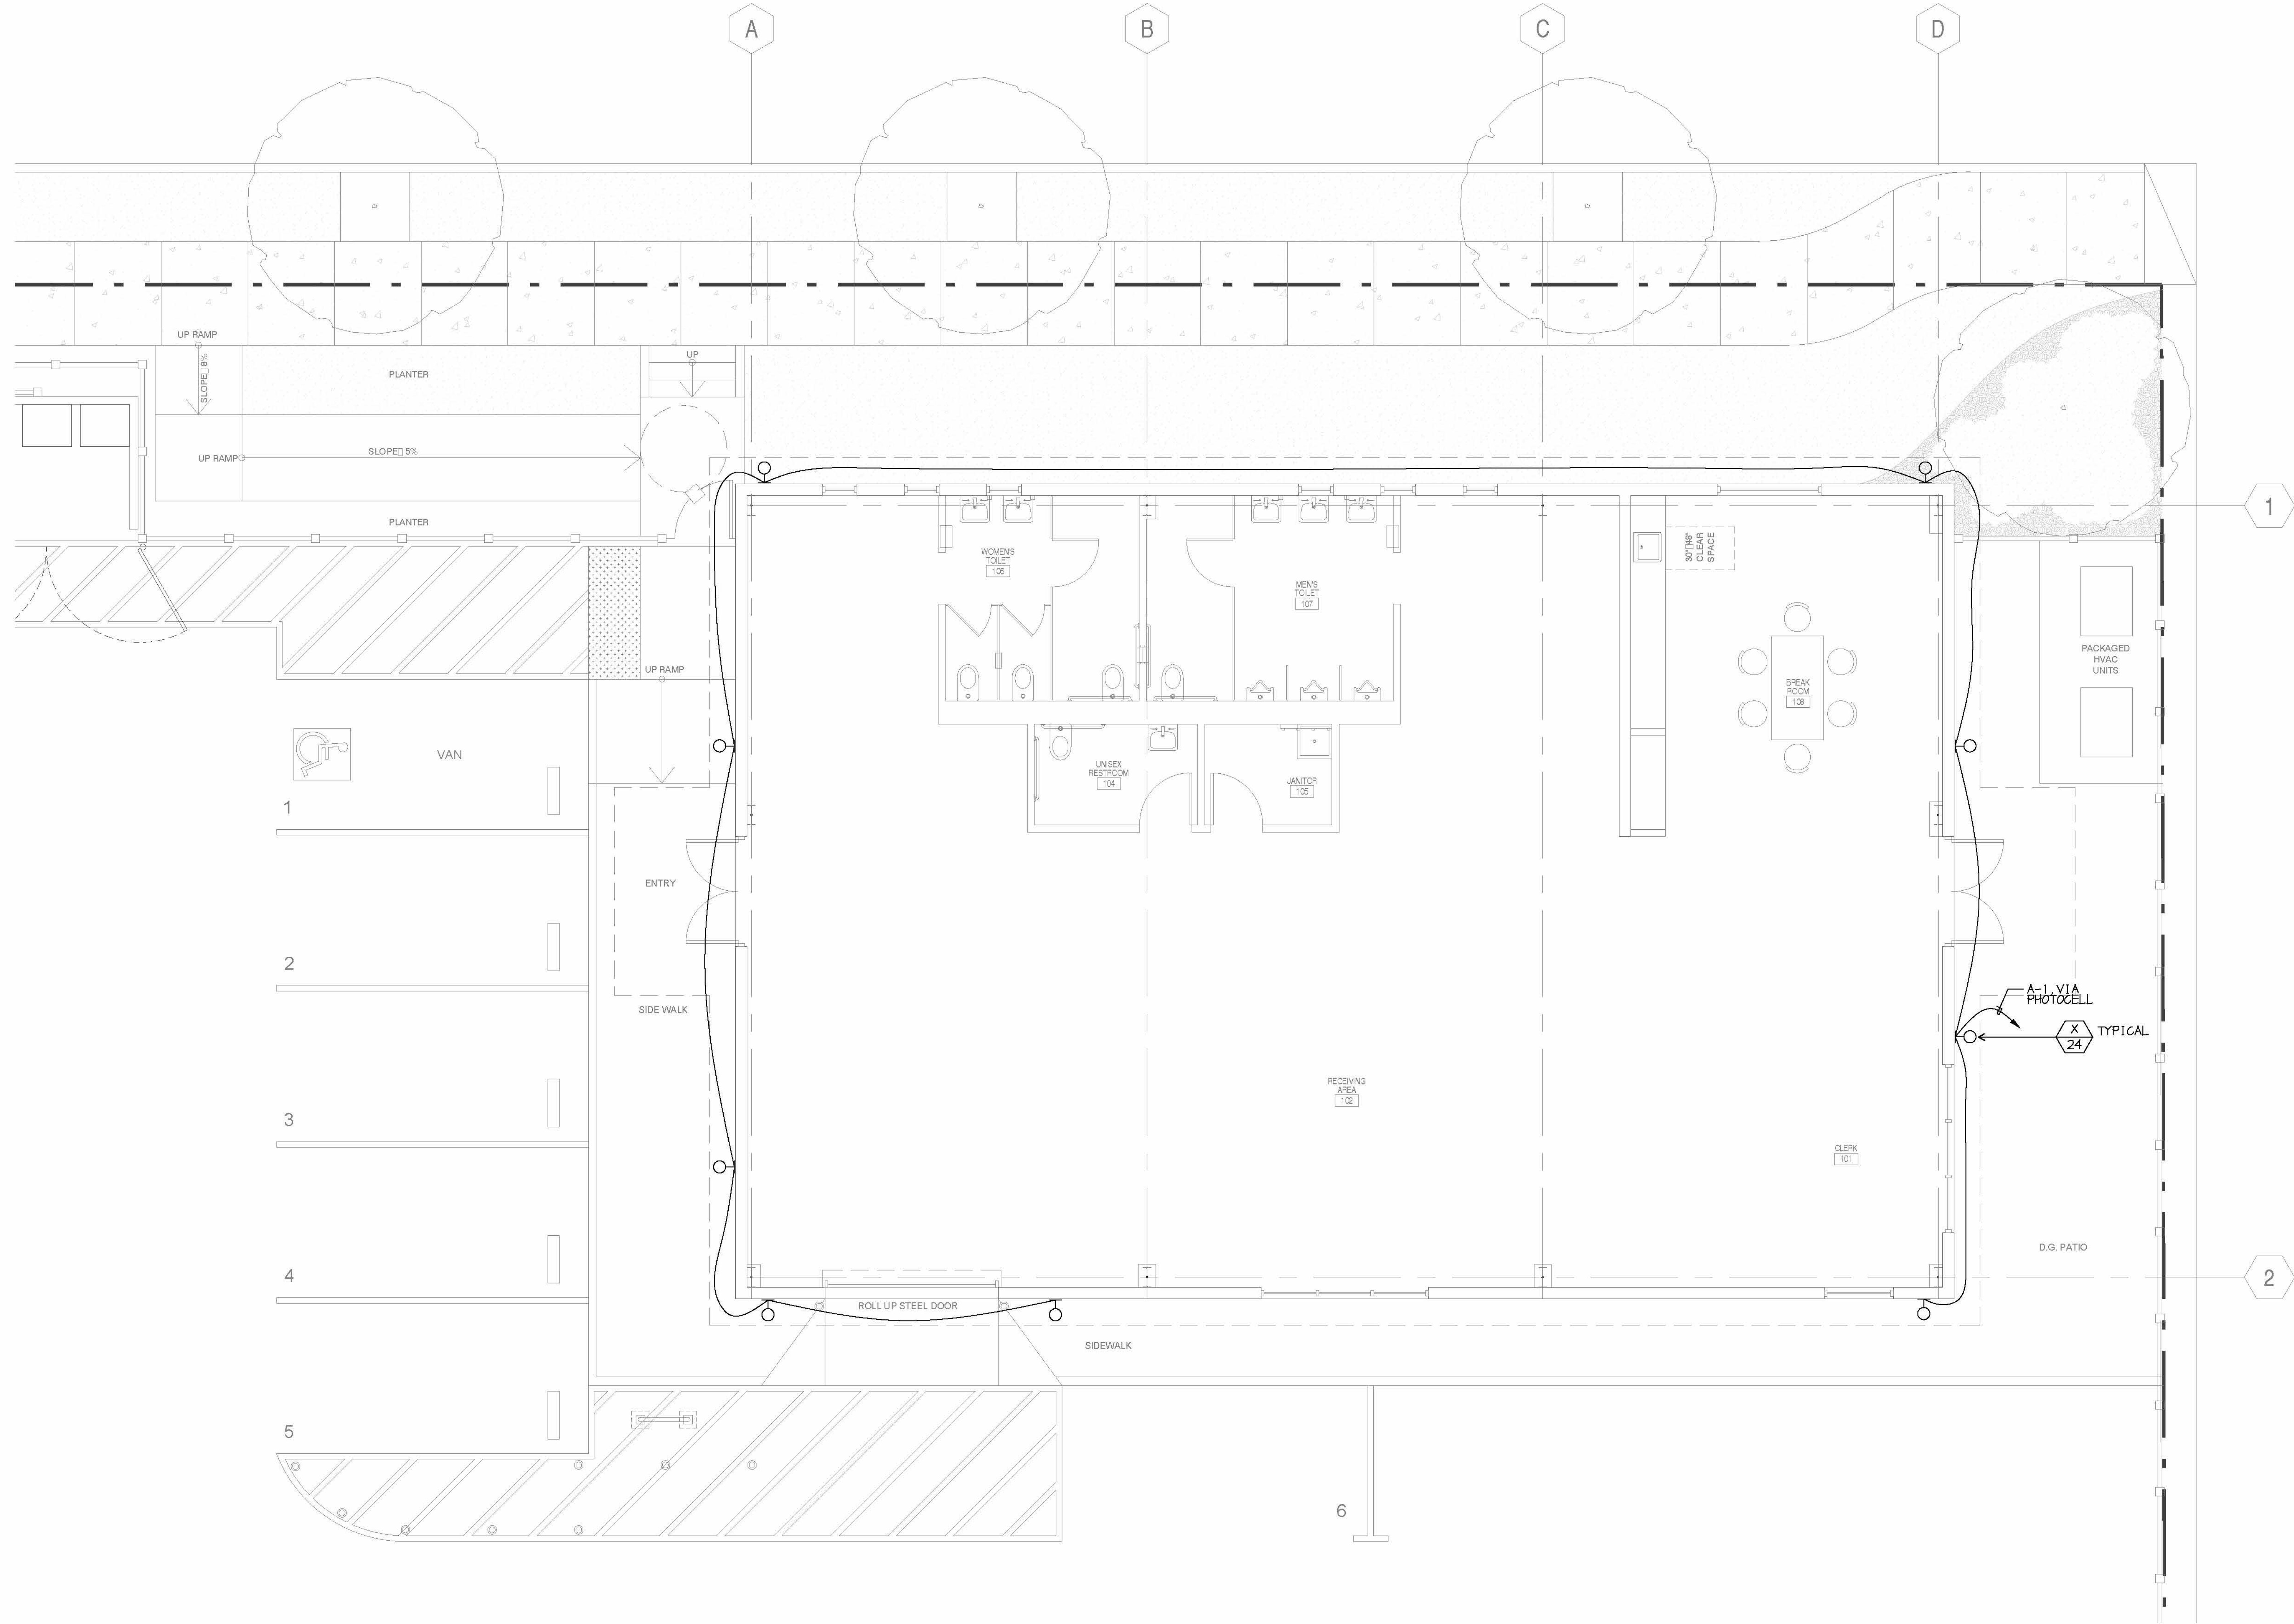 A
B
C
D
UP RAMP
SLOPE 8%
PLANTER
UP
UP RAMP
SLOPE 5%
PLANTER
1
WOMEN'S
TOILET
106
MEN'S
TOILET
107
30" 48"
CLEAR
SPACE
UP RAMP
PACKAGED
HVAC
UNITS
BREAK
ROOM
108
VAN
1
UNISEX
RESTROOM
104
JANITOR
105
ENTRY
2
SIDE WALK
A-1, VIA
PHOTOCELL
X
24
TYPICAL
RECEIVING
AREA
102
3
CLERK
101
D.G. PATIO
4
2
ROLL UP STEEL DOOR
SIDEWALK
5
6